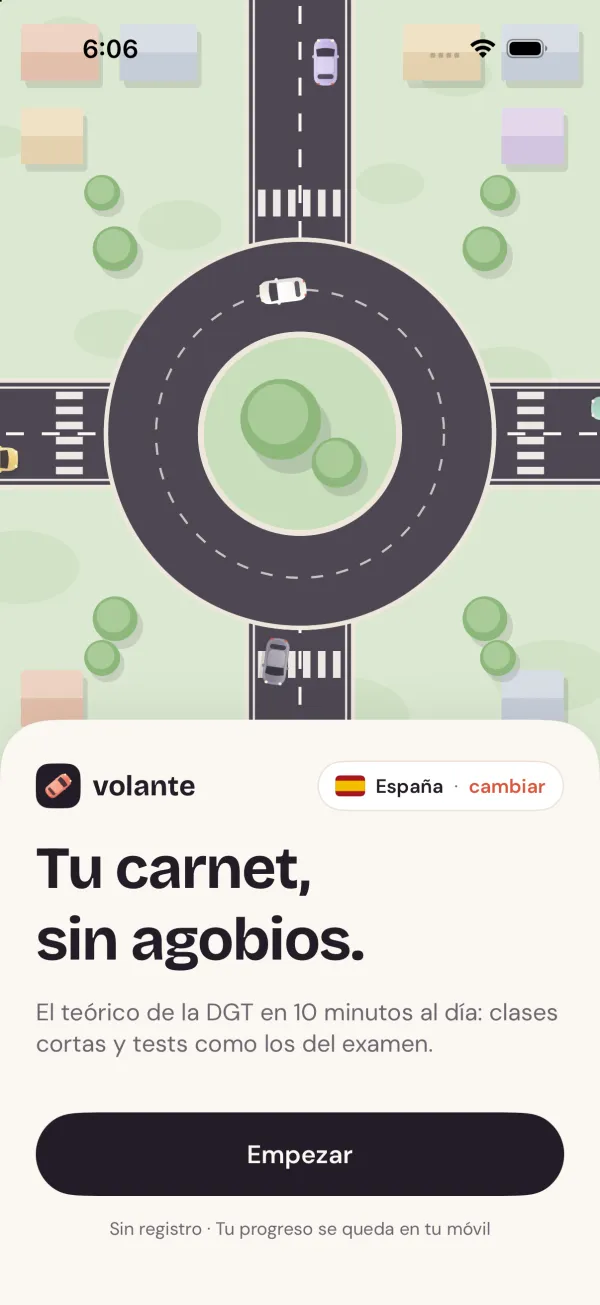 6:06
volante
España · cambiar
Tu carnet,
sin agobios.
El teórico de la DGT en 10 minutos al día: clases
cortas y tests como los del examen.
Empezar
Sin registro · Tu progreso se queda en tu móvil